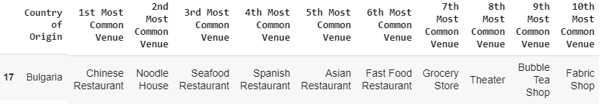 Country of Origin 1st Most Common Venue 2nd Most Common Venue 3rd Most Common Venue 4th Most Common Venue 5th Most Common Venue 6th Most Common Venue 7th Most Common Venue 8th Most Common Venue 9th Most Common Venue 10th Most Common Venue
17 Bulgaria Chinese Restaurant Noodle House Seafood Restaurant Spanish Restaurant Asian Restaurant Fast Food Restaurant Grocery Store Theater Bubble Tea Shop Fabric Shop